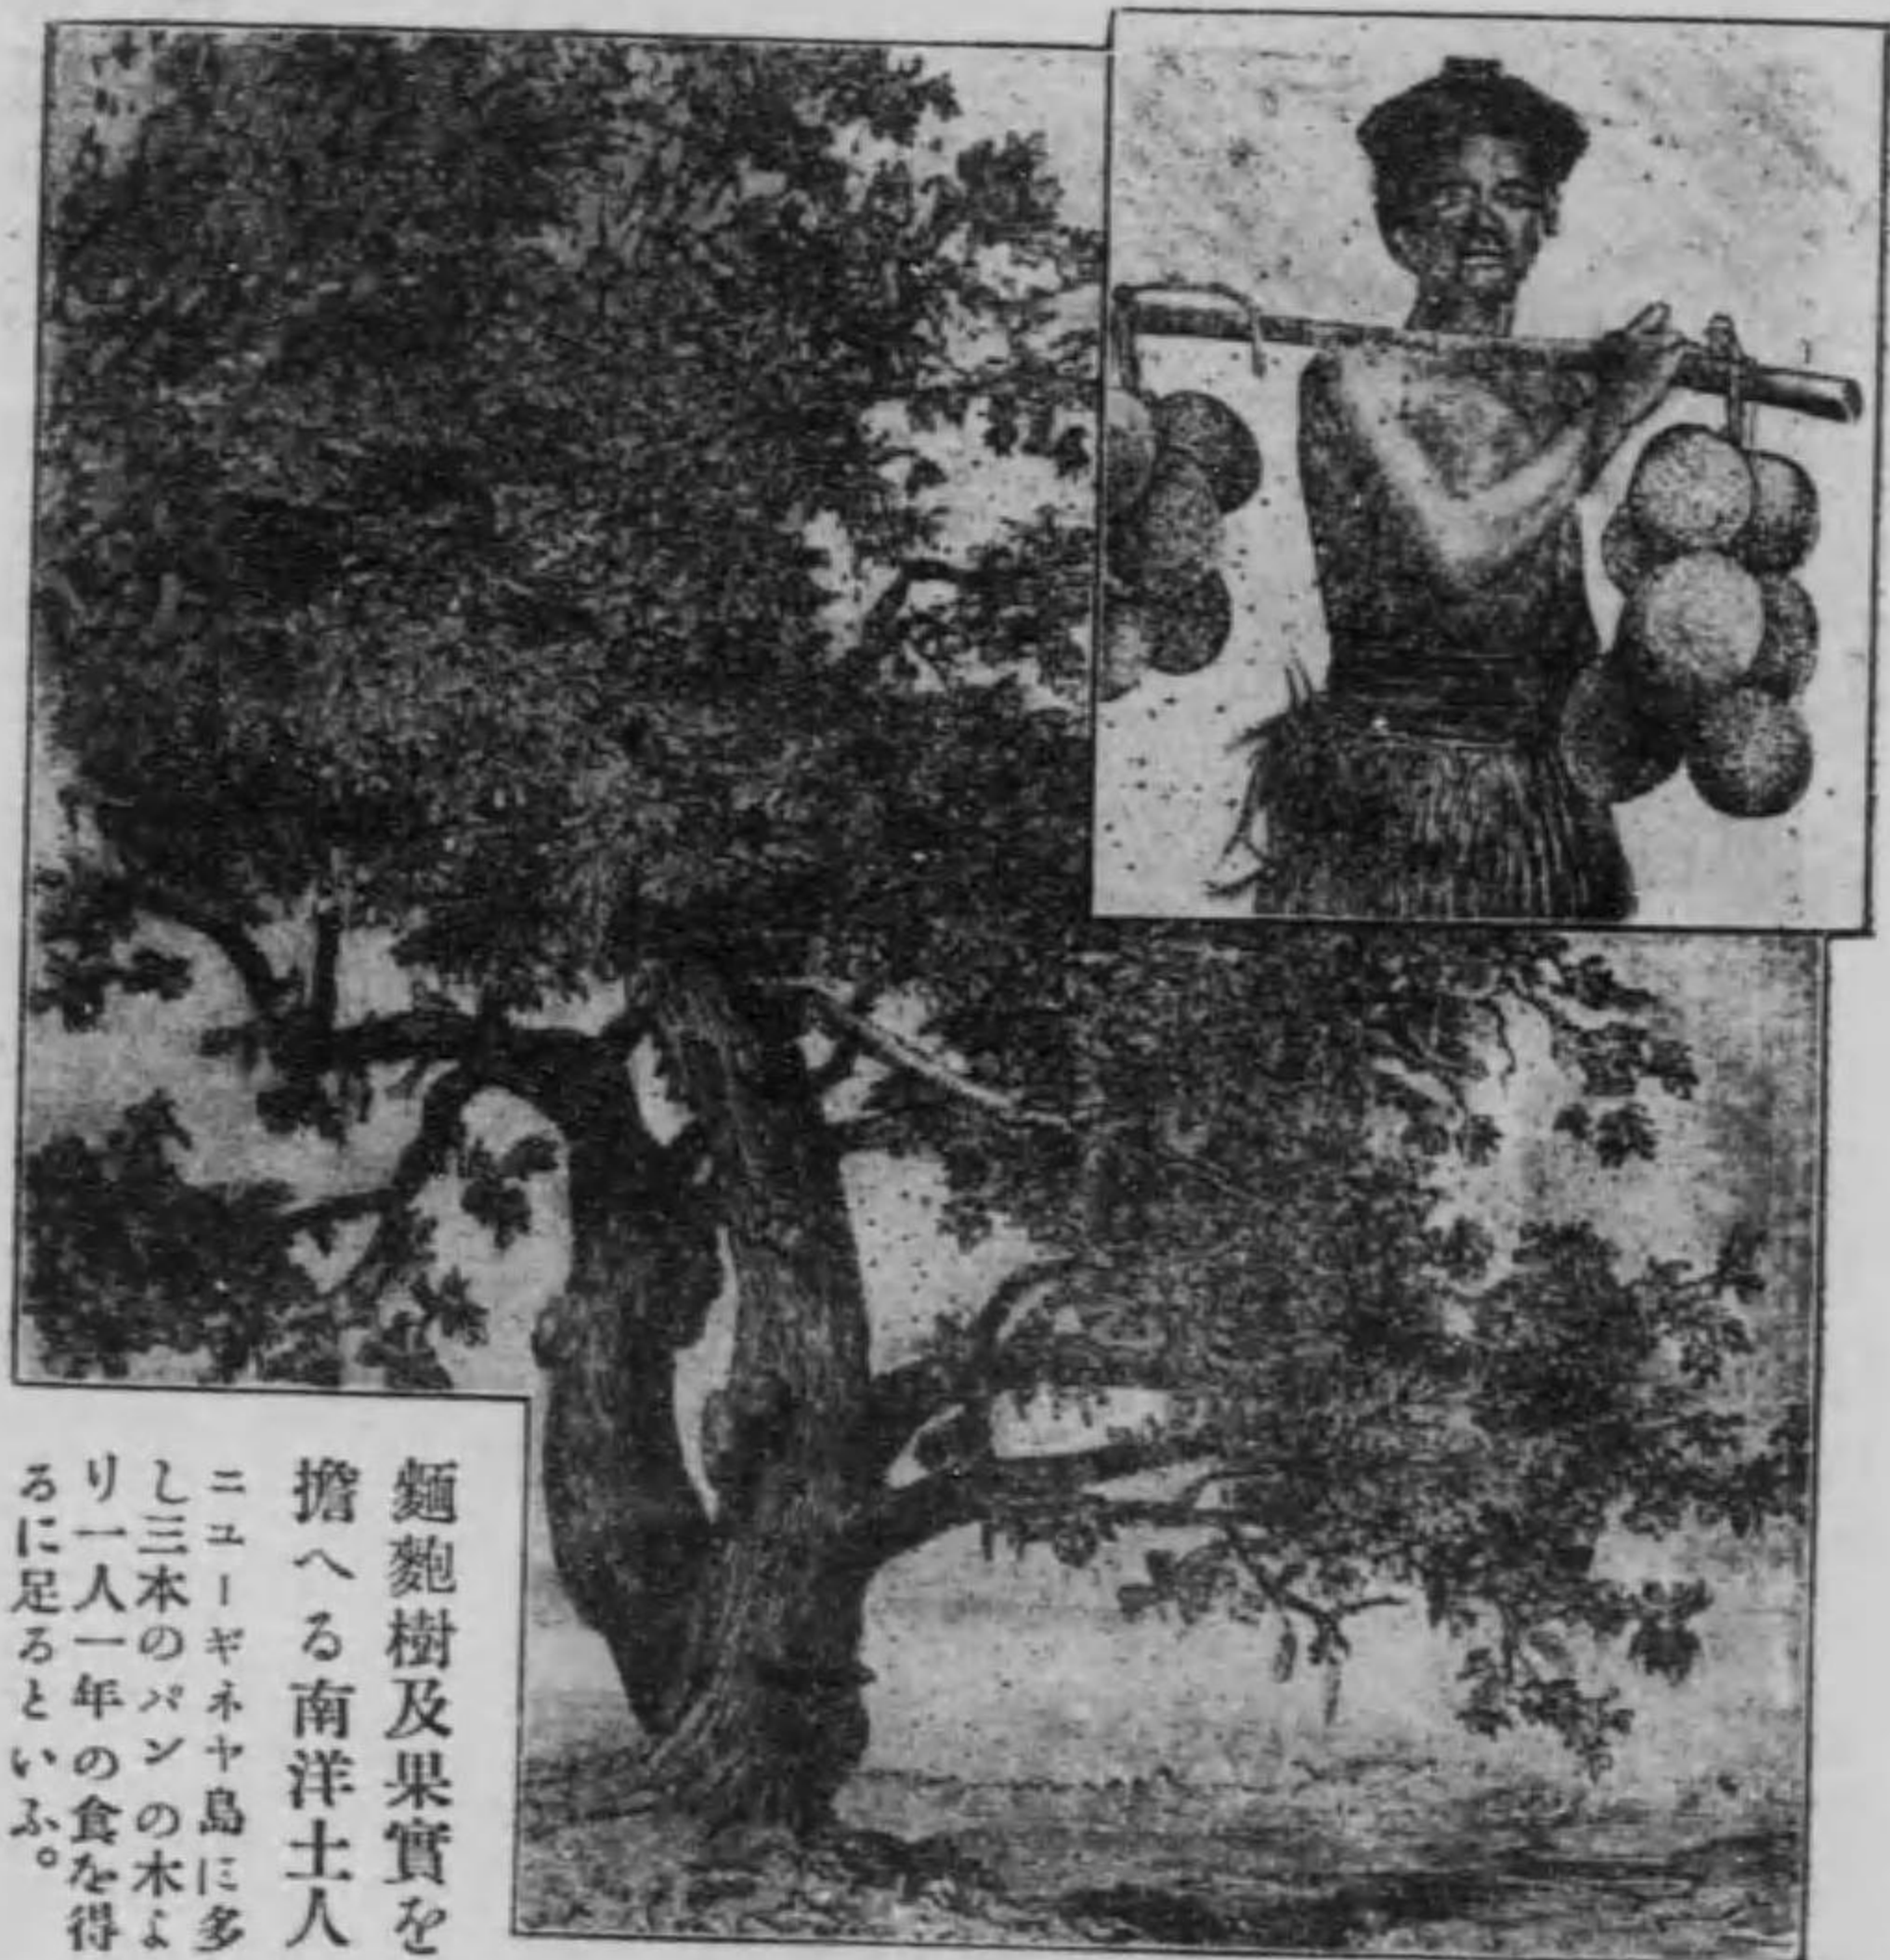 麵麭樹及果實を
擔へる南洋土人
ニューギネヤ島に多
し三本のパンの木よ
り一人一年の食を得
るに足るといふ。